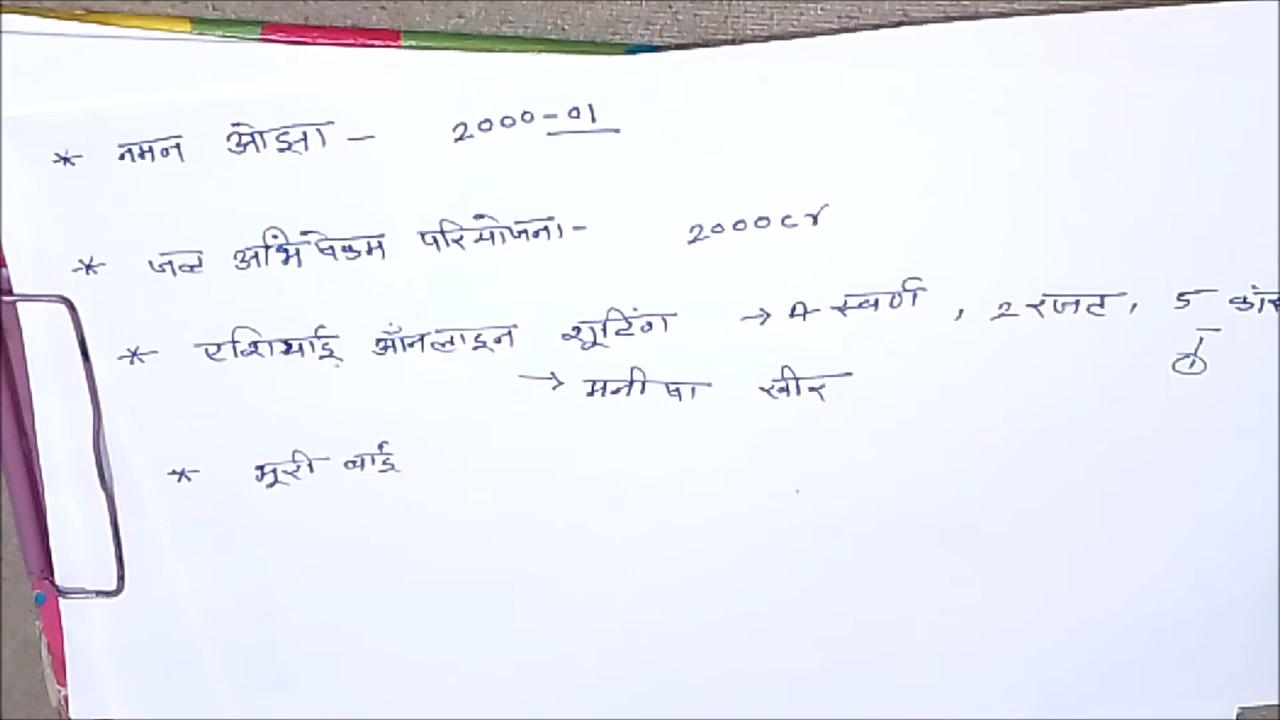 * नमन ओझा - 2000-01
* जल अभिषेकम परियोजना- 2000cr
* एशियाई ऑनलाइन शूटिंग → 4 स्वर्ण , 2 रजत, 5
→ मनीषा खीर ①
* भूरी बाई